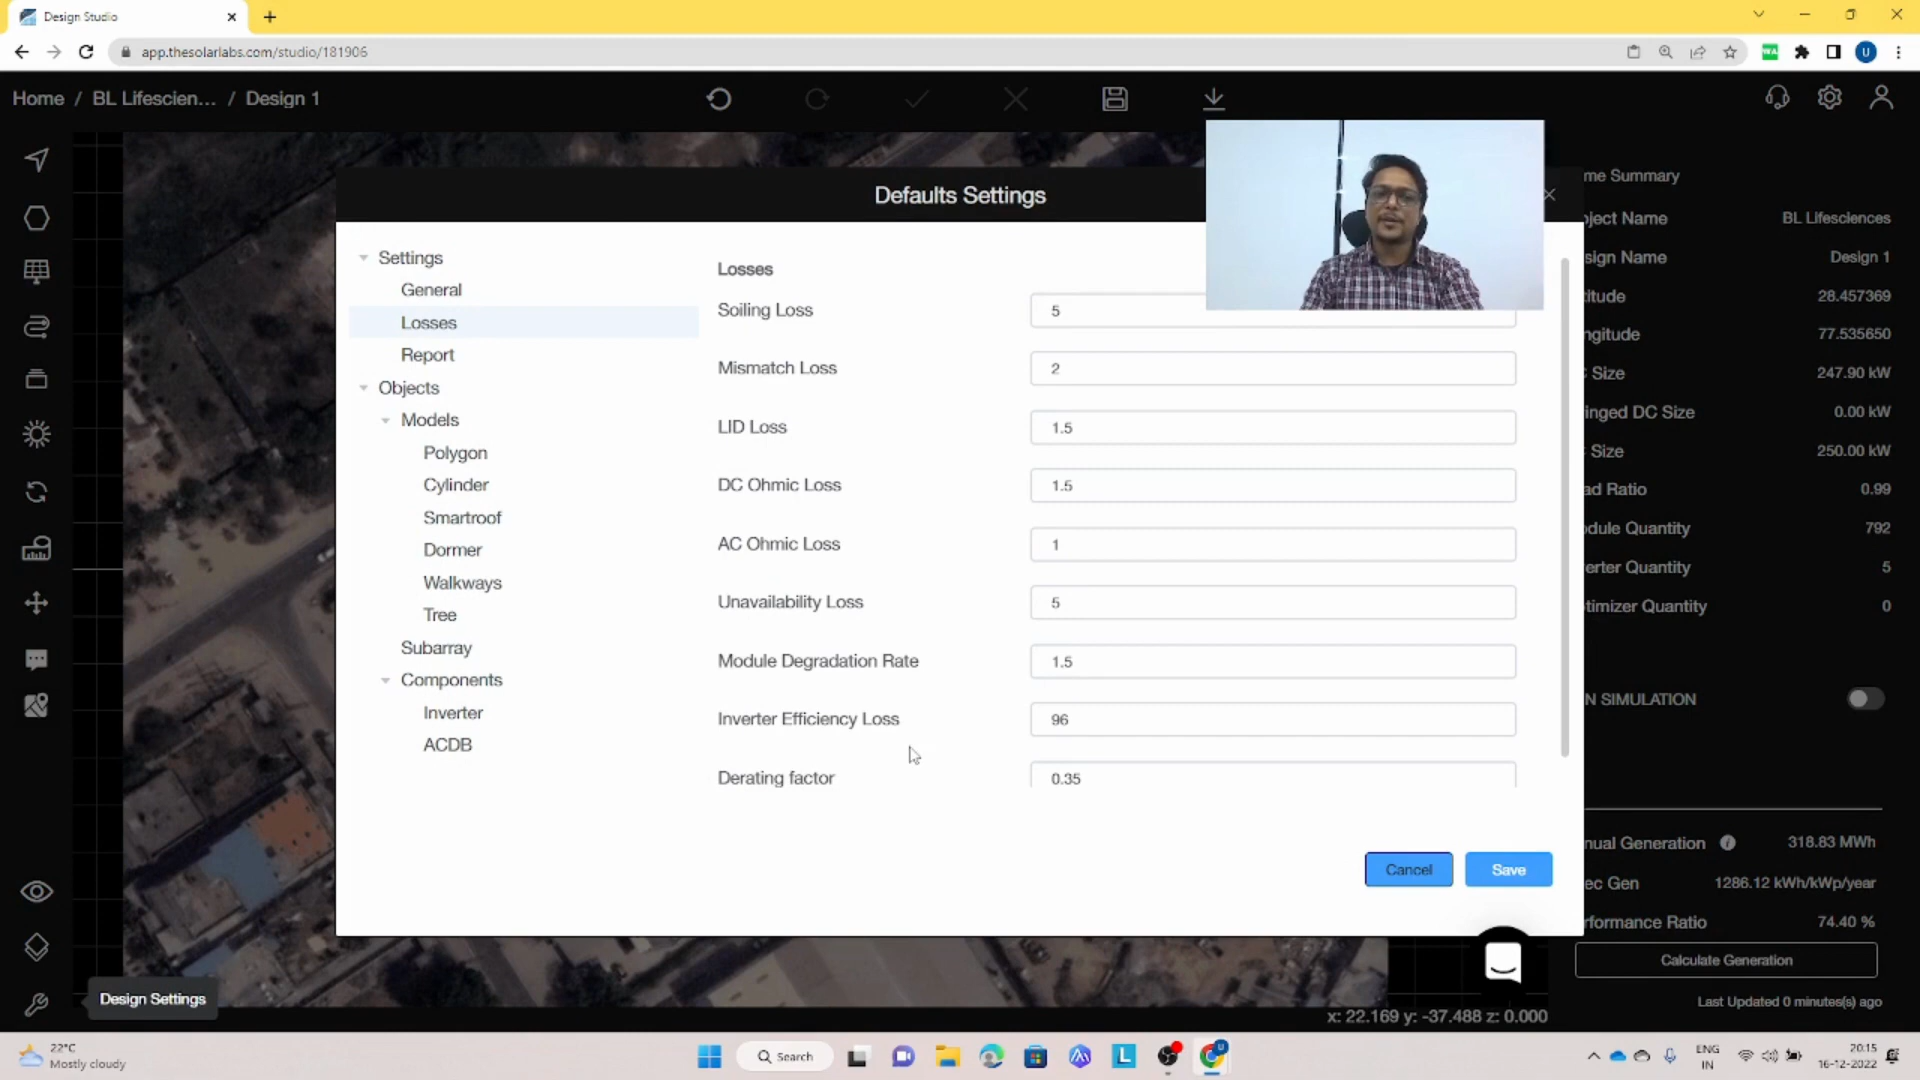 Design Studio
app.thesolarlabs.com/studio/181906
U
Home / BL Lifescien... / Design 1
Defaults Settings
Settings
General
Losses
Report
Objects
Models
Polygon
Cylinder
Smartroof
Dormer
Walkways
Tree
Subarray
Components
Inverter
ACDB
Losses
Soiling Loss 5
Mismatch Loss 2
LID Loss 1.5
DC Ohmic Loss 1.5
AC Ohmic Loss 1
Unavailability Loss 5
Module Degradation Rate 1.5
Inverter Efficiency Loss 96
Derating factor 0.35
Cancel Save
me Summary
ject Name BL Lifesciences
sign Name Design 1
titude 28.457369
ngitude 77.535650
Size 247.90 kW
inged DC Size 0.00 kW
Size 250.00 kW
ad Ratio 0.99
dule Quantity 792
verter Quantity 5
timizer Quantity 0
N SIMULATION
nual Generation 318.83 MWh
ec Gen 1286.12 kWh/kWp/year
rformance Ratio 74.40 %
Calculate Generation
Last Updated 0 minutes(s) ago
Design Settings
x: 22.169 y: -37.488 z: 0.000
22°C
Mostly cloudy
Search
L
U
ENG
IN
20:15
16-12-2022